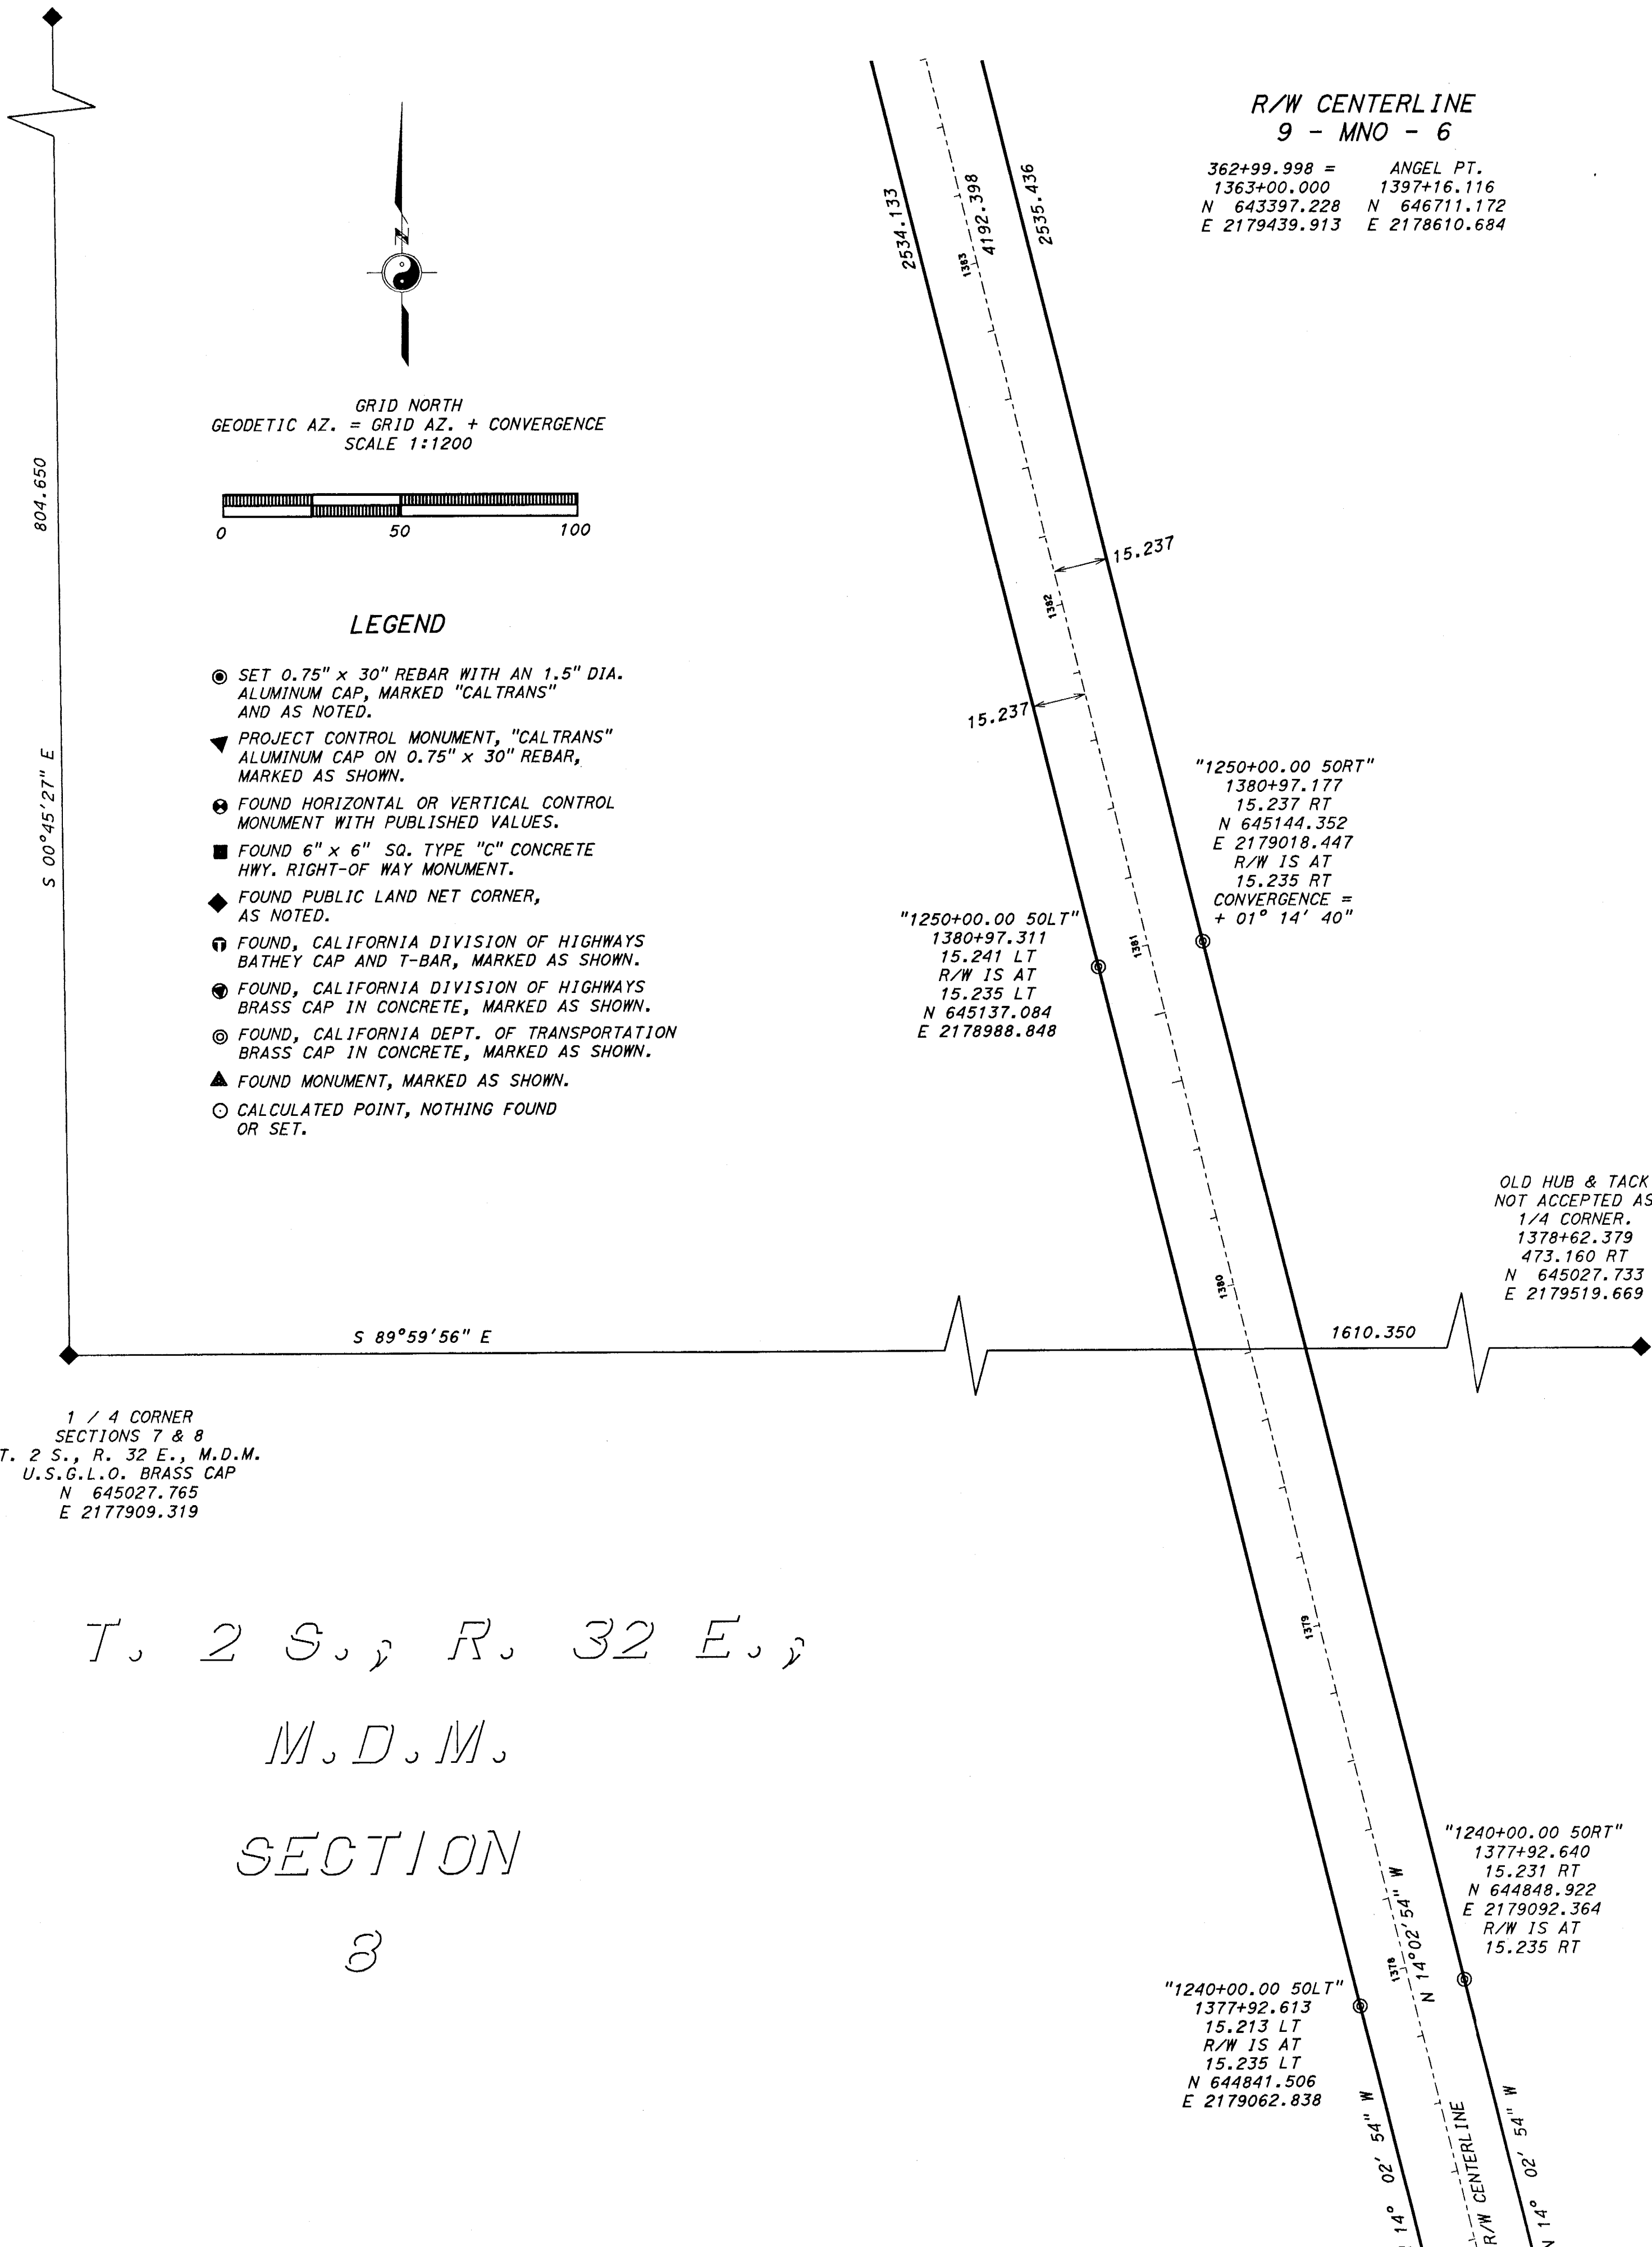 R/W CENTERLINE
9 - MNO - 6
362+99.998 = ANGEL PT.
1363+00.000 1397+16.116
N 643397.228 N 646711.172
E 2179439.913 E 2178610.684
2534.133
4192.398
2535.436
1383
N
GRID NORTH
GEODETIC AZ. = GRID AZ. + CONVERGENCE
SCALE 1:1200
0 50 100
804.650
S 00°45'27" E
LEGEND
SET 0.75" x 30" REBAR WITH AN 1.5" DIA.
ALUMINUM CAP, MARKED "CALTRANS"
AND AS NOTED.
PROJECT CONTROL MONUMENT, "CALTRANS"
ALUMINUM CAP ON 0.75" x 30" REBAR,
MARKED AS SHOWN.
FOUND HORIZONTAL OR VERTICAL CONTROL
MONUMENT WITH PUBLISHED VALUES.
FOUND 6" x 6" SQ. TYPE "C" CONCRETE
HWY. RIGHT-OF WAY MONUMENT.
FOUND PUBLIC LAND NET CORNER,
AS NOTED.
FOUND, CALIFORNIA DIVISION OF HIGHWAYS
BATHEY CAP AND T-BAR, MARKED AS SHOWN.
FOUND, CALIFORNIA DIVISION OF HIGHWAYS
BRASS CAP IN CONCRETE, MARKED AS SHOWN.
FOUND, CALIFORNIA DEPT. OF TRANSPORTATION
BRASS CAP IN CONCRETE, MARKED AS SHOWN.
FOUND MONUMENT, MARKED AS SHOWN.
CALCULATED POINT, NOTHING FOUND
OR SET.
15.237
1382
15.237
"1250+00.00 50RT"
1380+97.177
15.237 RT
N 645144.352
E 2179018.447
R/W IS AT
15.235 RT
CONVERGENCE =
+ 01° 14' 40"
"1250+00.00 50LT"
1380+97.311
15.241 LT
R/W IS AT
15.235 LT
N 645137.084
E 2178988.848
1381
OLD HUB & TACK
NOT ACCEPTED AS
1/4 CORNER.
1378+62.379
473.160 RT
N 645027.733
E 2179519.669
1380
S 89°59'56" E
1610.350
1 / 4 CORNER
SECTIONS 7 & 8
T. 2 S., R. 32 E., M.D.M.
U.S.G.L.O. BRASS CAP
N 645027.765
E 2177909.319
1379
T. 2 S., R. 32 E.,
M.D.M.
SECTION
8
"1240+00.00 50RT"
1377+92.640
15.231 RT
N 644848.922
E 2179092.364
R/W IS AT
15.235 RT
N 14°02'54" W
1378
"1240+00.00 50LT"
1377+92.613
15.213 LT
R/W IS AT
15.235 LT
N 644841.506
E 2179062.838
14° 02' 54" W
R/W CENTERLINE
N 14° 02' 54" W